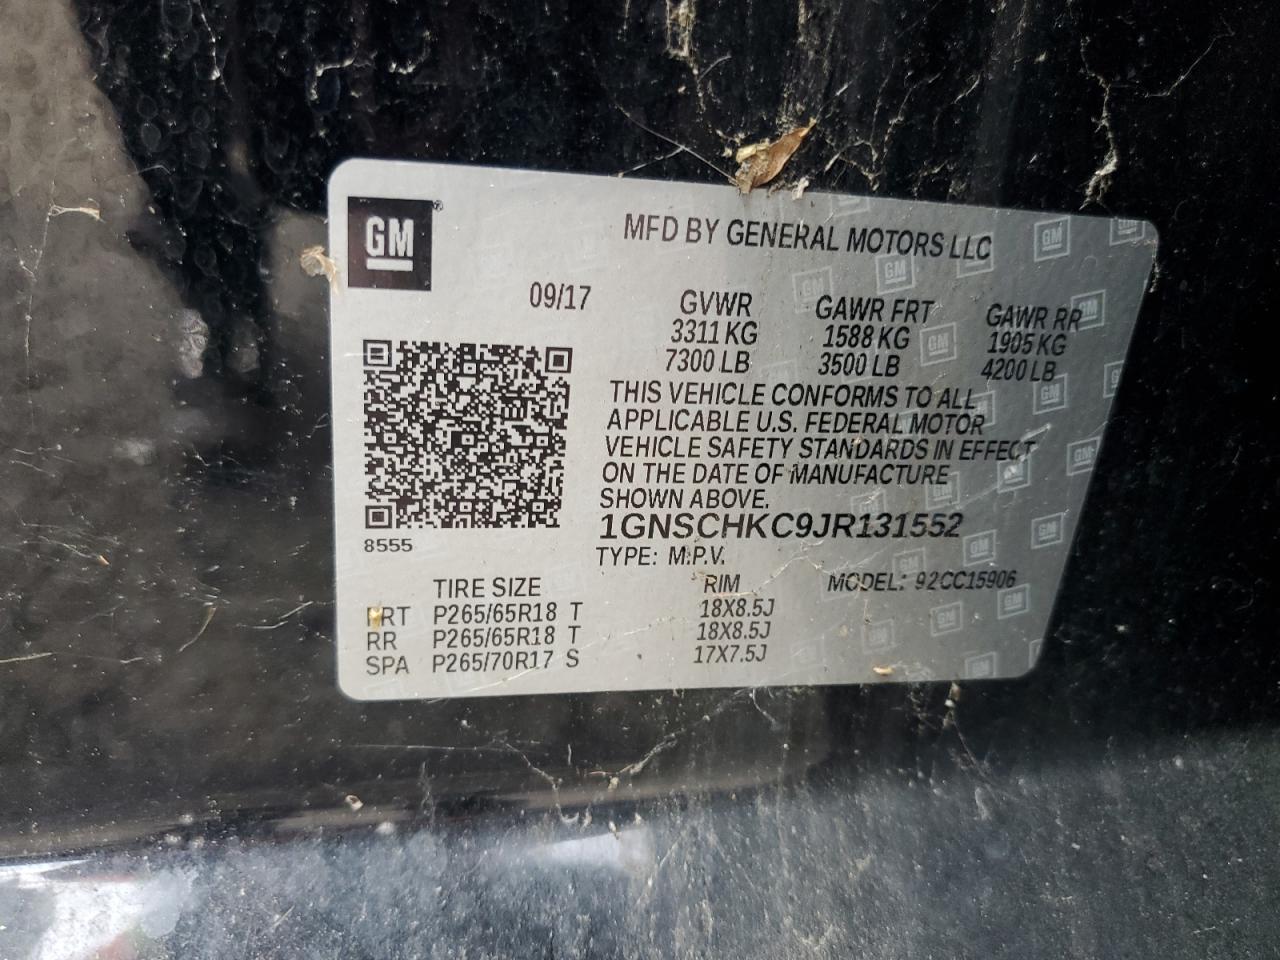 GM
MFD BY GENERAL MOTORS LLC
09/17 GVWR GAWR FRT GAWR RR
3311 KG 1588 KG 1905 KG
7300 LB 3500 LB 4200 LB
THIS VEHICLE CONFORMS TO ALL
APPLICABLE U.S. FEDERAL MOTOR
VEHICLE SAFETY STANDARDS IN EFFECT
ON THE DATE OF MANUFACTURE
SHOWN ABOVE.
8555
1GNSCHKC9JR131552
TYPE: M.P.V.
TIRE SIZE RIM MODEL: 92CC15906
FRT P265/65R18 T 18X8.5J
RR P265/65R18 T 18X8.5J
SPA P265/70R17 S 17X7.5J